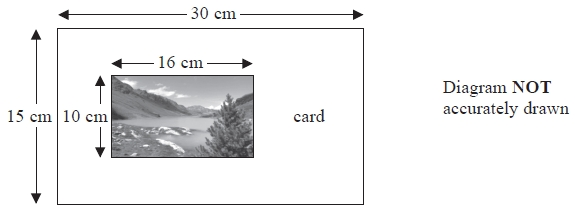 30 cm
16 cm
15 cm
10 cm
card
Diagram NOT
accurately drawn